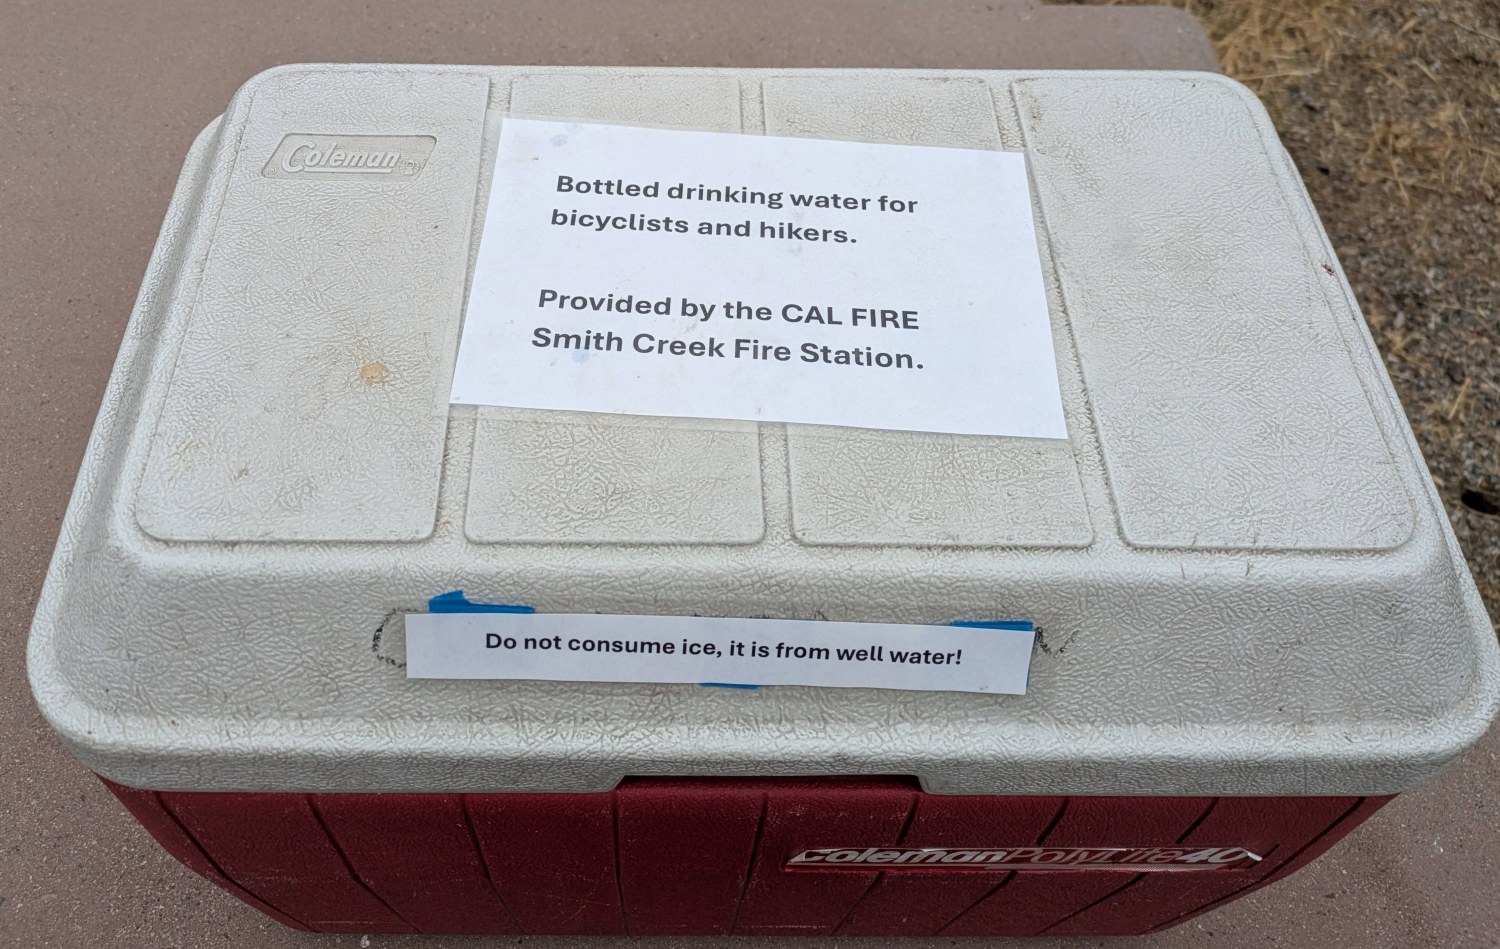 Coleman
Bottled drinking water for
bicyclists and hikers.
Provided by the CAL FIRE
Smith Creek Fire Station.
Do not consume ice, it is from well water!
Coleman PolyLite 40